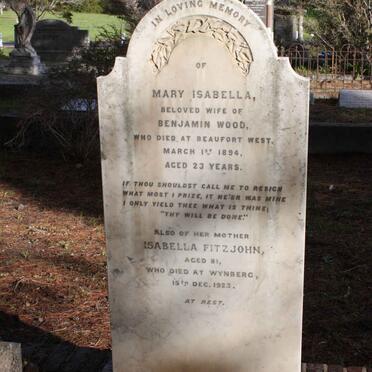 IN LOVING MEMORY
OF
MARY ISABELLA,
BELOVED WIFE OF
BENJAMIN WOOD,
WHO DIED AT BEAUFORT WEST.
MARCH 1ST 1894,
AGED 23 YEARS.
IF THOU SHOULDST CALL ME TO RESIGN
WHAT MOST I PRIZE, IT NE'ER WAS MINE
I ONLY YIELD THEE WHAT IS THINE;
"THY WILL BE DONE."
ALSO OF HER MOTHER
ISABELLA FITZJOHN,
AGED 81,
WHO DIED AT WYNBERG,
15TH DEC. 1923.
AT REST.